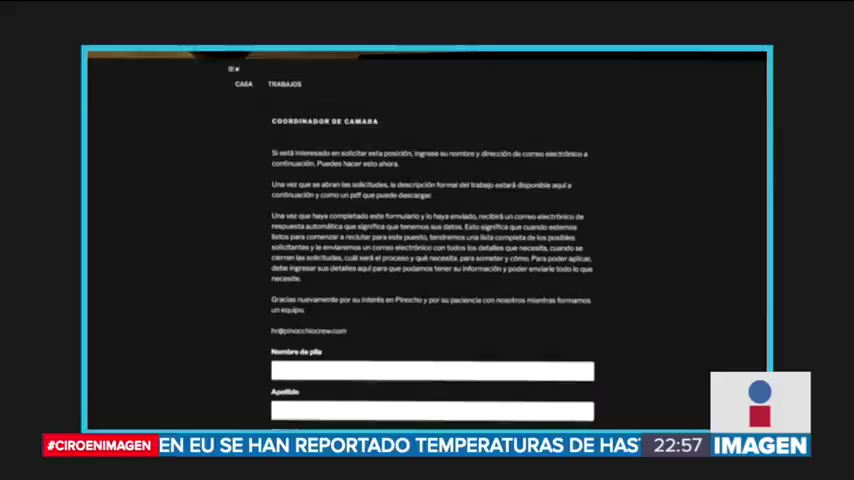 CASA TRABAJOS
COORDINADOR DE CAMARA
Si está interesado en solicitar esta posición, ingrese su nombre y dirección de correo electrónico a
continuación. Puedes hacer esto ahora.
Una vez que se abran las solicitudes, la descripción formal del trabajo estará disponible aquí a
continuación y como un pdf que puede descargar.
Una vez que haya completado este formulario y lo haya enviado, recibirá un correo electrónico de
respuesta automática que significa que tenemos sus datos. Esto significa que cuando estemos
listos para comenzar a reclutar para este puesto, tendremos una lista completa de los posibles
solicitantes y le enviaremos un correo electrónico con todos los detalles que necesita, cuando se
cierren las solicitudes, cuál será el proceso y qué necesita. para someter y cómo. Para poder aplicar,
debe ingresar sus detalles aquí para que podamos tener su información y poder enviarle todo lo que
necesite.
Gracias nuevamente por su interés en Pinocho y por su paciencia con nosotros mientras formamos
un equipo.
hr@pinocchiocrew.com
Nombre de pila
Apellido
#CIROENIMAGEN EN EU SE HAN REPORTADO TEMPERATURAS DE HAST 22:57 IMAGEN